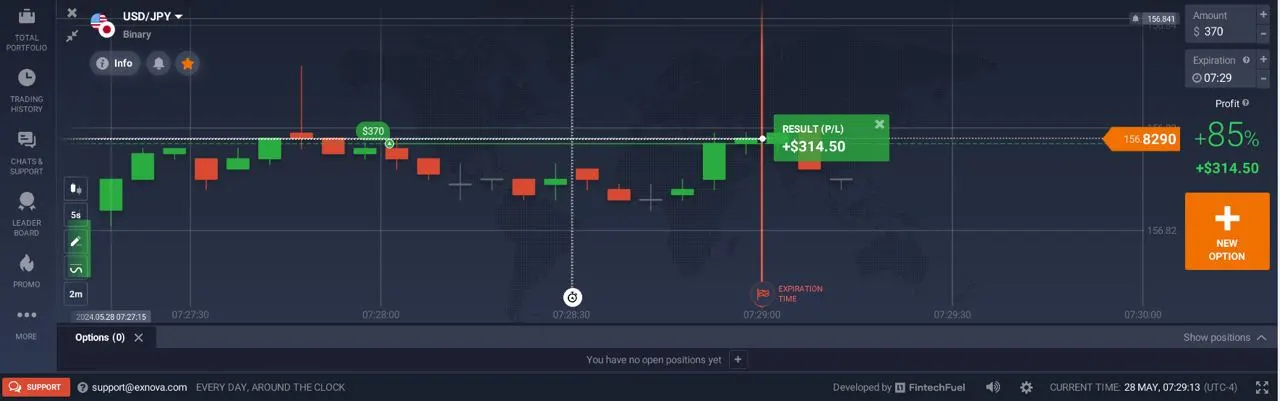 TOTAL
PORTFOLIO
TRADING
HISTORY
CHATS &
SUPPORT
LEADER
BOARD
PROMO
MORE
USD/JPY
Binary
Info
5s
2m
$370
RESULT (P/L)
+$314.50
EXPIRATION
TIME
2024.05.28 07:27:15
07:27:30
07:28:00
07:28:30
07:29:00
07:29:30
07:30:00
156.841
156.8290
156.82
Amount
$ 370
Expiration
07:29
Profit
+85%
+$314.50
NEW
OPTION
Options (0)
Show positions
You have no open positions yet
SUPPORT
support@exnova.com
EVERY DAY, AROUND THE CLOCK
Developed by FintechFuel
CURRENT TIME: 28 MAY, 07:29:13 (UTC-4)